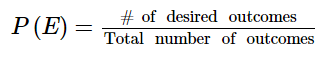 P(E) = # of desired outcomes / Total number of outcomes